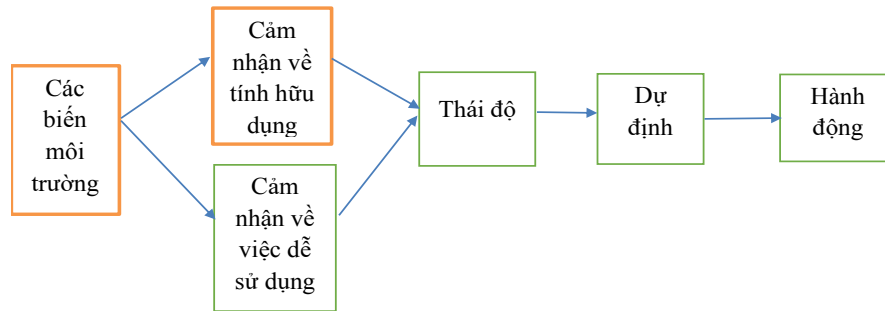 Các
biến
môi
trường
Cảm
nhận về
tính hữu
dụng
Cảm
nhận về
việc dễ
sử dụng
Thái độ
Dự
định
Hành
động